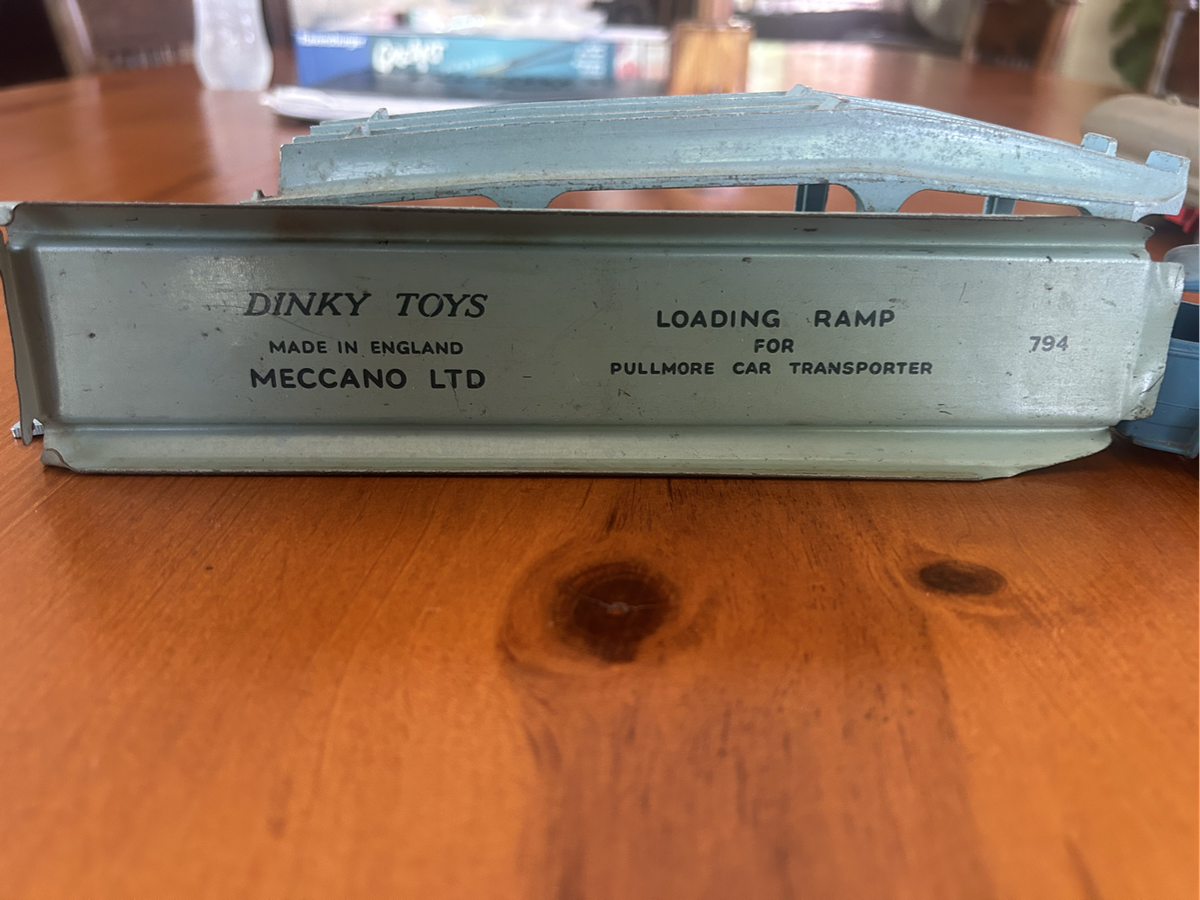 DINKY TOYS
MADE IN ENGLAND
MECCANO LTD
LOADING RAMP
FOR
PULLMORE CAR TRANSPORTER
794